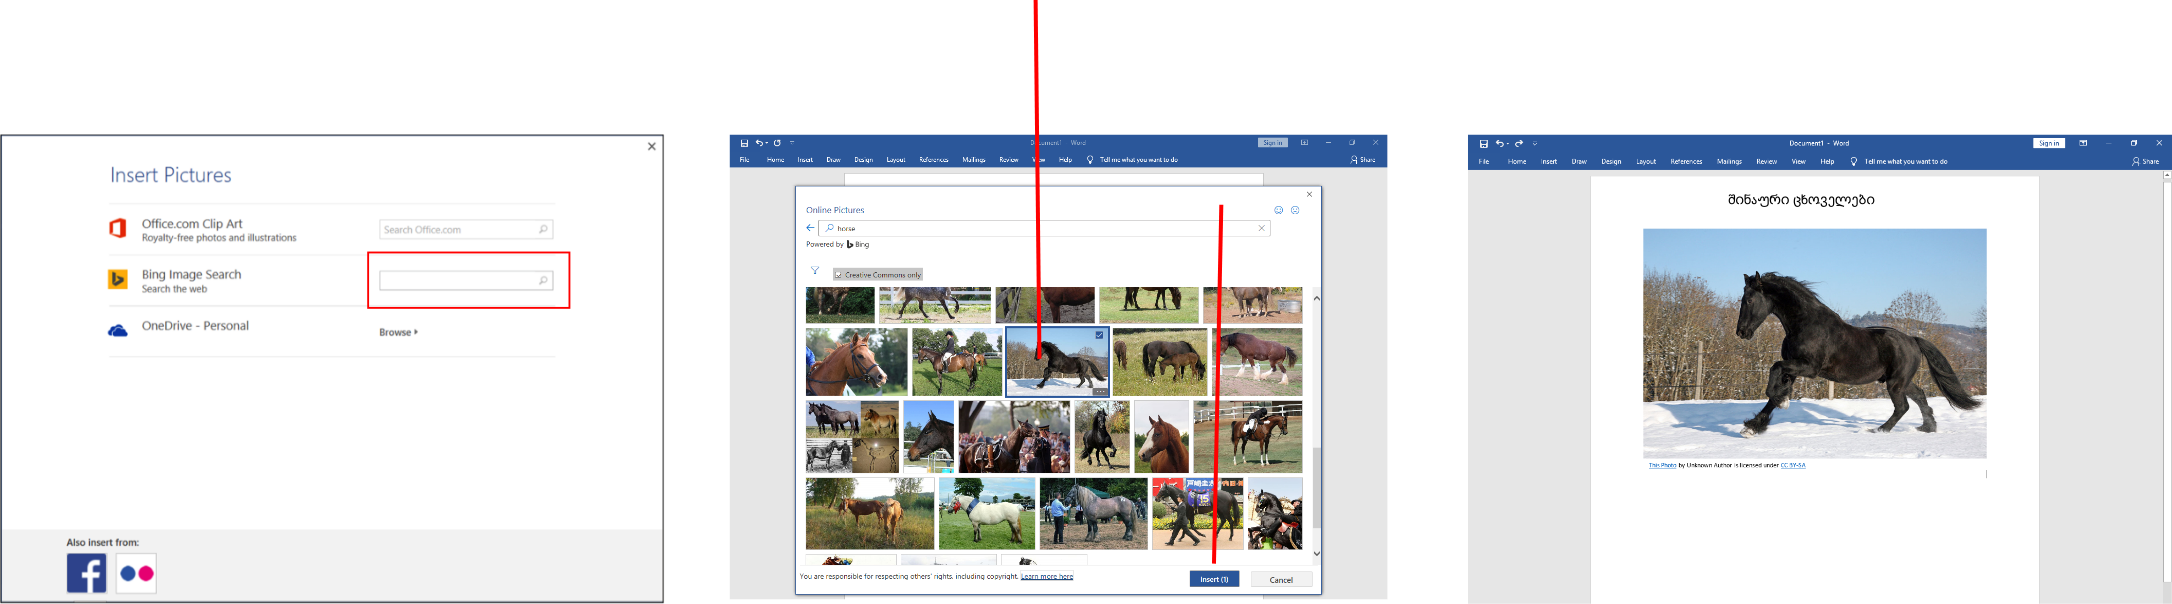 Insert Pictures
Office.com Clip Art
Royalty-free photos and illustrations
Search Office.com
Bing Image Search
Search the web
OneDrive - Personal
Browse
Also insert from:
Document1 Word
Sign in
File Home Insert Draw Design Layout References Mailings Review View Help Tell me what you want to do Share
Online Pictures
horse
Powered by Bing
Creative Commons only
You are responsible for respecting others' rights, including copyright. Learn more here
Insert (1) Cancel
Document1 - Word
Sign in
File Home Insert Draw Design Layout References Mailings Review View Help Tell me what you want to do Share
შინაური ცხოველები
This Photo by Unknown Author is licensed under CC BY-SA